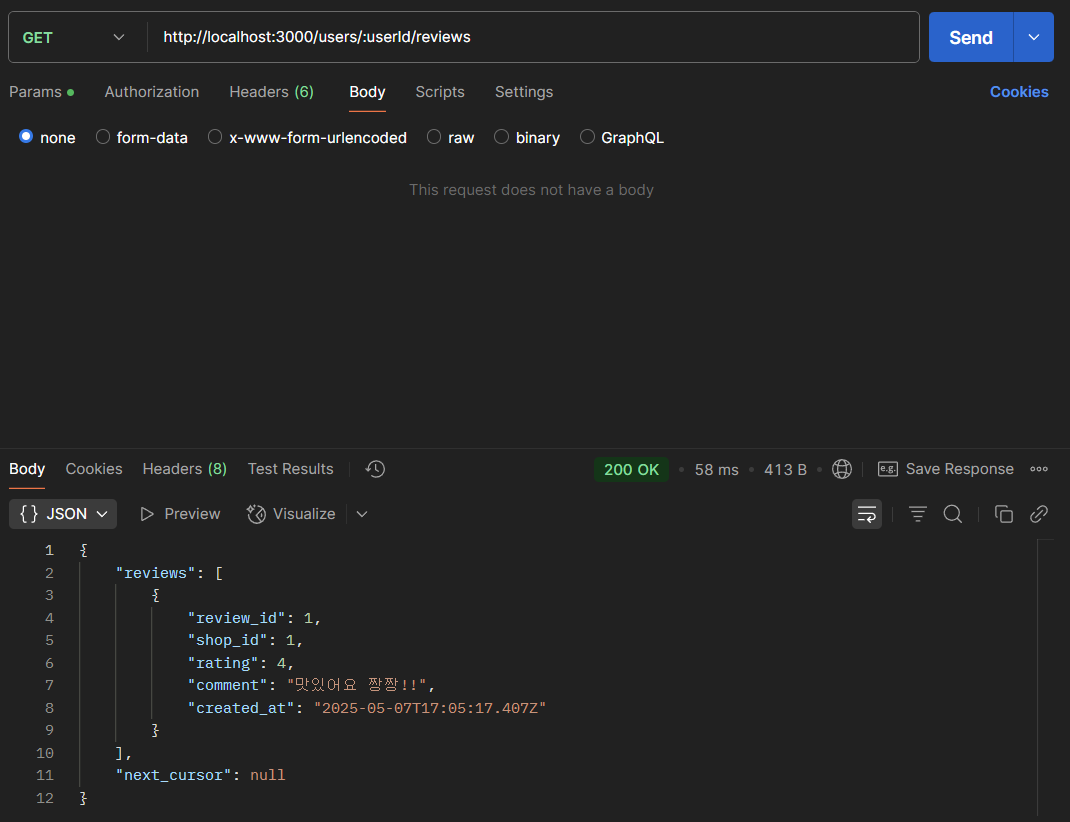 GET http://localhost:3000/users/:userId/reviews Send
Params Authorization Headers (6) Body Scripts Settings Cookies
none form-data x-www-form-urlencoded raw binary GraphQL
This request does not have a body
Body Cookies Headers (8) Test Results 200 OK • 58 ms • 413 B • e.g. Save Response
{ } JSON Preview Visualize
1 {
2 "reviews": [
3 {
4 "review_id": 1,
5 "shop_id": 1,
6 "rating": 4,
7 "comment": "맛있어요 짱짱!!",
8 "created_at": "2025-05-07T17:05:17.407Z"
9 }
10 ],
11 "next_cursor": null
12 }